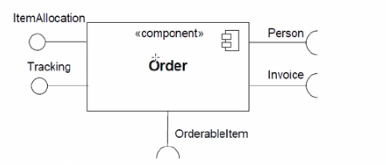 ItemAllocation
«component»
Person
Tracking
Order
Invoice
OrderableItem